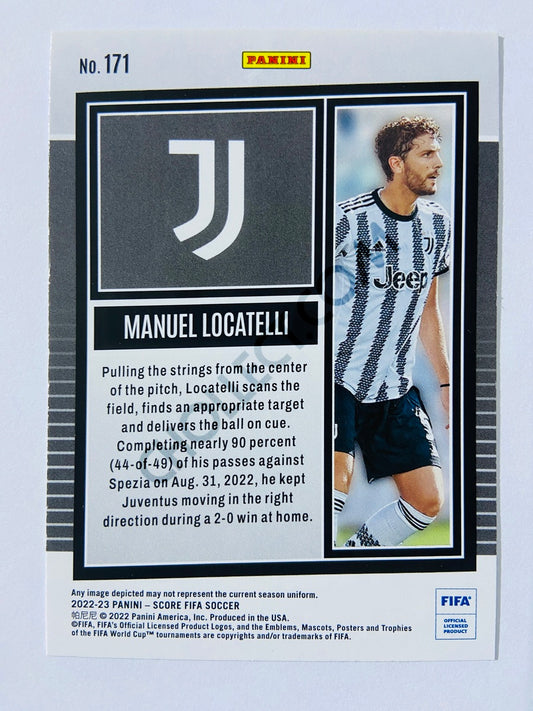 No. 171
PANINI
adidas
Jeep
MANUEL LOCATELLI
Pulling the strings from the center
of the pitch, Locatelli scans the
field, finds an appropriate target
and delivers the ball on cue.
Completing nearly 90 percent
(44-of-49) of his passes against
Spezia on Aug. 31, 2022, he kept
Juventus moving in the right
direction during a 2-0 win at home.
Any image depicted may not represent the current season uniform.
2022-23 PANINI – SCORE FIFA SOCCER
帕尼尼 © 2022 Panini America, Inc. Produced in the USA.
©FIFA, FIFA's Official Licensed Product Logos, and the Emblems, Mascots, Posters and Trophies
of the FIFA World Cup™ tournaments are copyrights and/or trademarks of FIFA.
FIFA®
OFFICIAL
LICENSED
PRODUCT